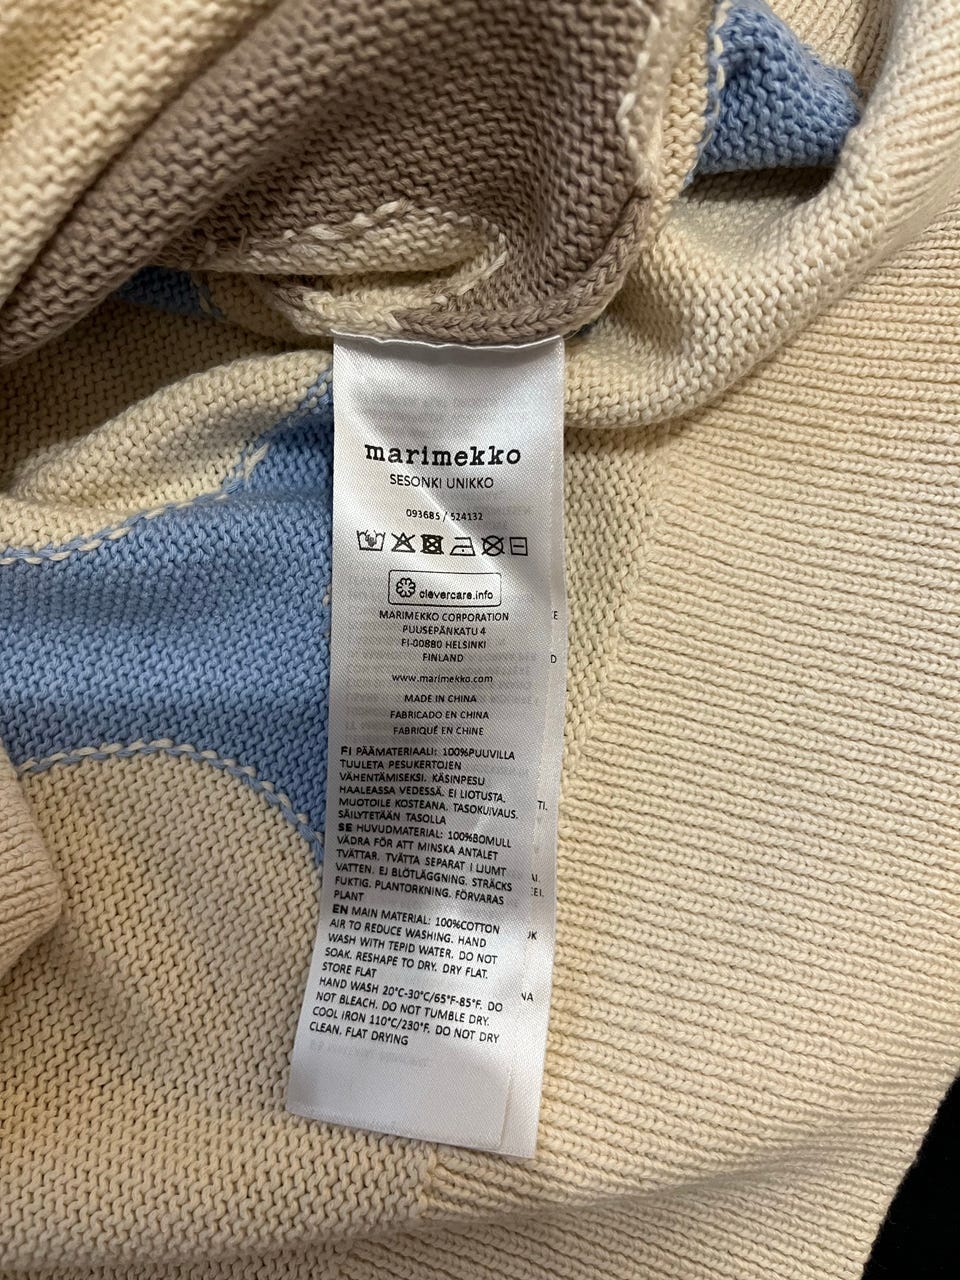 marimekko
SESONKI UNIKKO
093685 / 524132
clevercare.info
MARIMEKKO CORPORATION
PUUSEPÄNKATU 4
FI-00880 HELSINKI
FINLAND
www.marimekko.com
MADE IN CHINA
FABRICADO EN CHINA
FABRIQUÉ EN CHINE
FI PÄÄMATERIAALI: 100%PUUVILLA
TUULETA PESUKERTOJEN
VÄHENTÄMISEKSI. KÄSINPESU
HAALEASSA VEDESSÄ. EI LIOTUSTA.
MUOTOILE KOSTEANA. TASOKUIVAUS.
SÄILYTETÄÄN TASOLLA
SE HUVUDMATERIAL: 100%BOMULL
VÄDRA FÖR ATT MINSKA ANTALET
TVÄTTAR. TVÄTTA SEPARAT I LJUMT
VATTEN. EJ BLÖTLÄGGNING. STRÄCKS
FUKTIG. PLANTORKNING. FÖRVARAS
PLANT
EN MAIN MATERIAL: 100%COTTON
AIR TO REDUCE WASHING. HAND
WASH WITH TEPID WATER. DO NOT
SOAK. RESHAPE TO DRY. DRY FLAT.
STORE FLAT
HAND WASH 20°C-30°C/65°F-85°F. DO
NOT BLEACH. DO NOT TUMBLE DRY.
COOL IRON 110°C/230°F. DO NOT DRY
CLEAN. FLAT DRYING